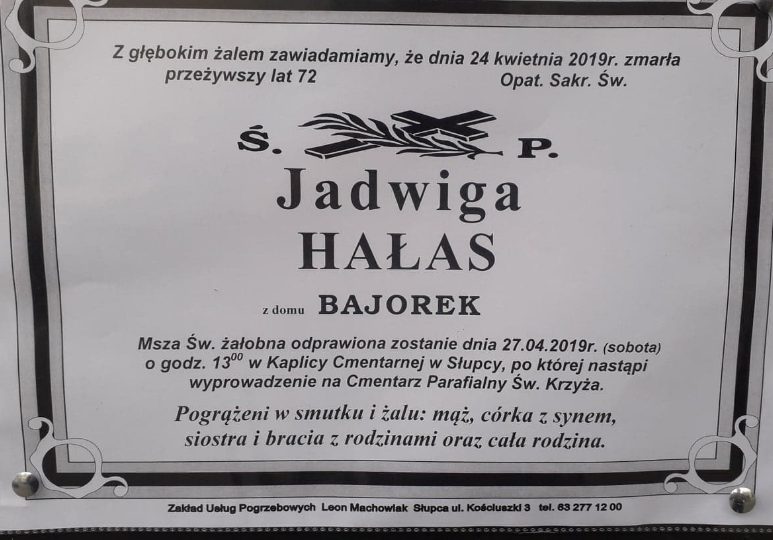 Z głębokim żalem zawiadamiamy, że dnia 24 kwietnia 2019r. zmarła
przeżywszy lat 72 Opat. Sakr. Św.
Ś. P.
Jadwiga
HAŁAS
z domu BAJOREK
Msza Św. żałobna odprawiona zostanie dnia 27.04.2019r. (sobota)
o godz. 13⁰⁰ w Kaplicy Cmentarnej w Słupcy, po której nastąpi
wyprowadzenie na Cmentarz Parafialny Św. Krzyża.
Pogrążeni w smutku i żalu: mąż, córka z synem,
siostra i bracia z rodzinami oraz cała rodzina.
Zakład Usług Pogrzebowych Leon Machowiak Słupca ul. Kościuszki 3 tel. 63 277 12 00